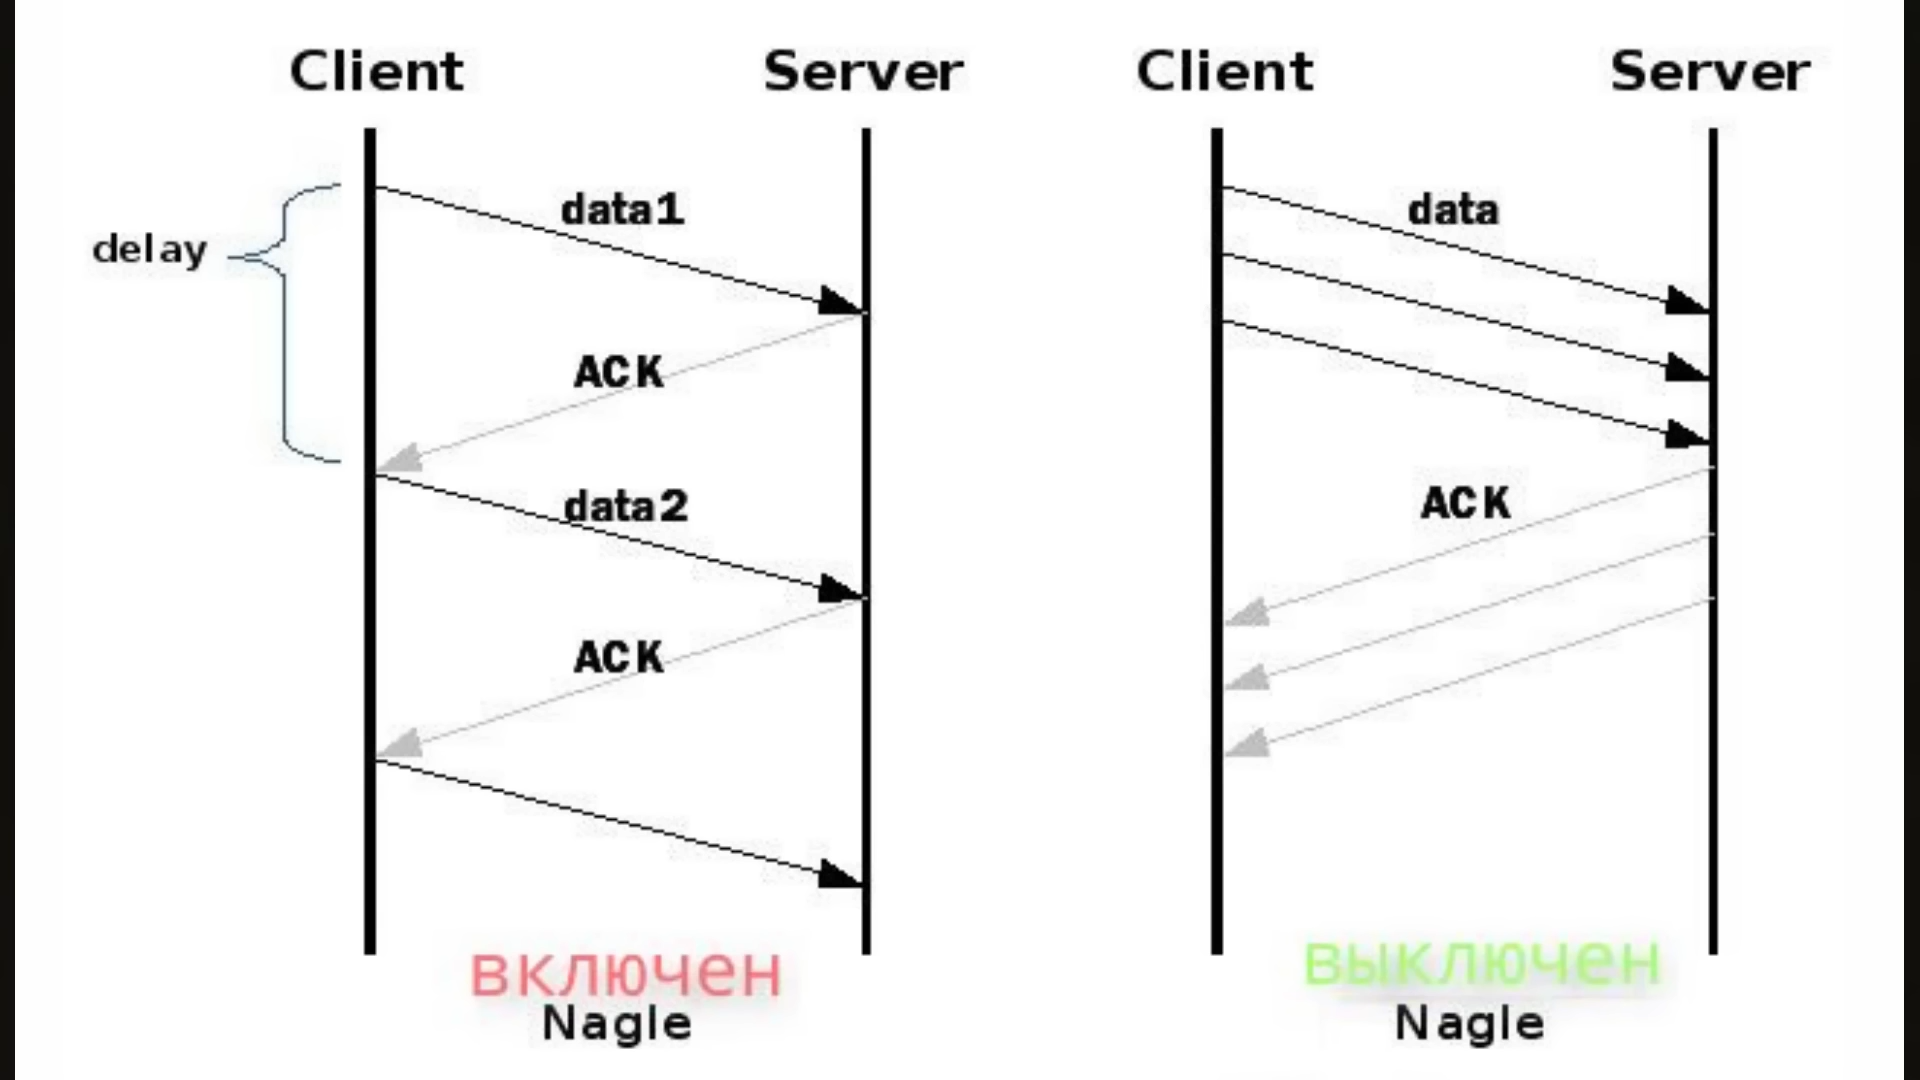 Client
Server
delay
data1
ACK
data2
ACK
включен
Nagle
Client
Server
data
ACK
выключен
Nagle